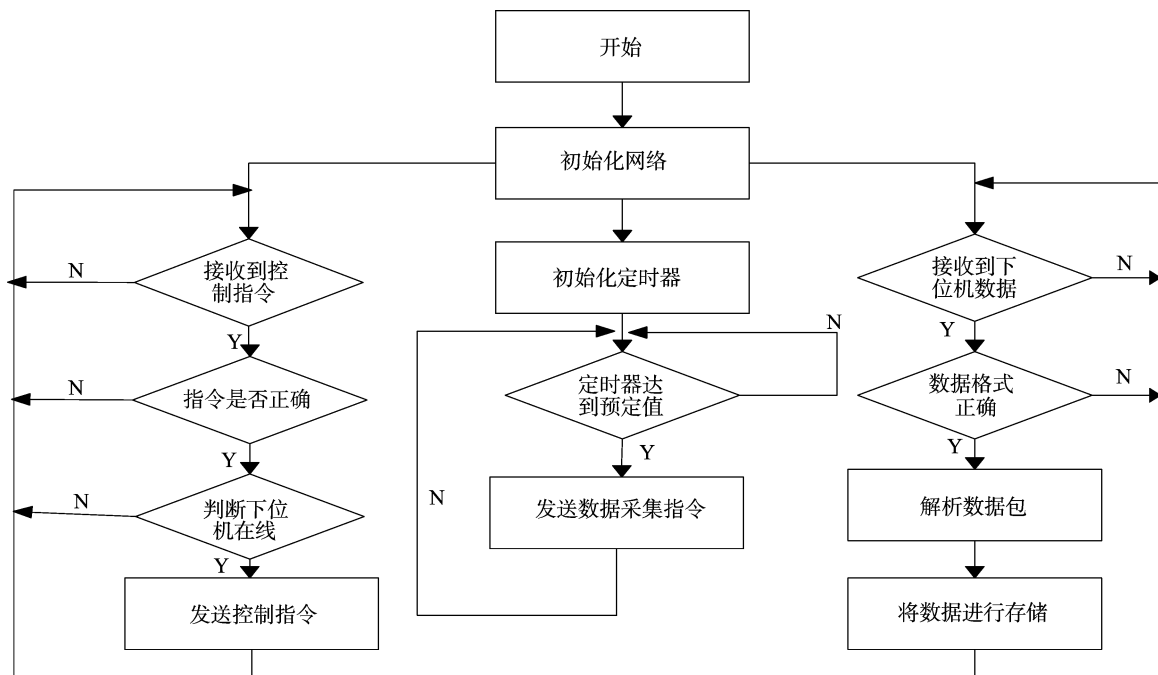 开始
初始化网络
接收到控
制指令
N
Y
指令是否正确
N
Y
判断下位
机在线
N
Y
发送控制指令
初始化定时器
定时器达
到预定值
N
Y
发送数据采集指令
N
接收到下
位机数据
N
Y
数据格式
正确
N
Y
解析数据包
将数据进行存储